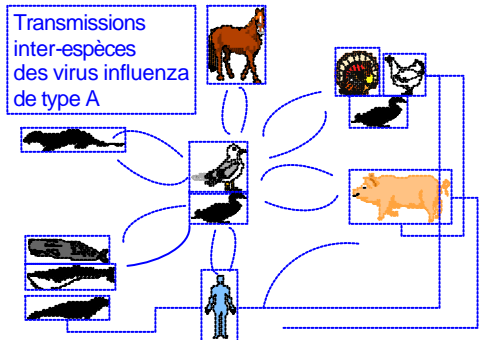 Transmissions
inter-espèces
des virus influenza
de type A